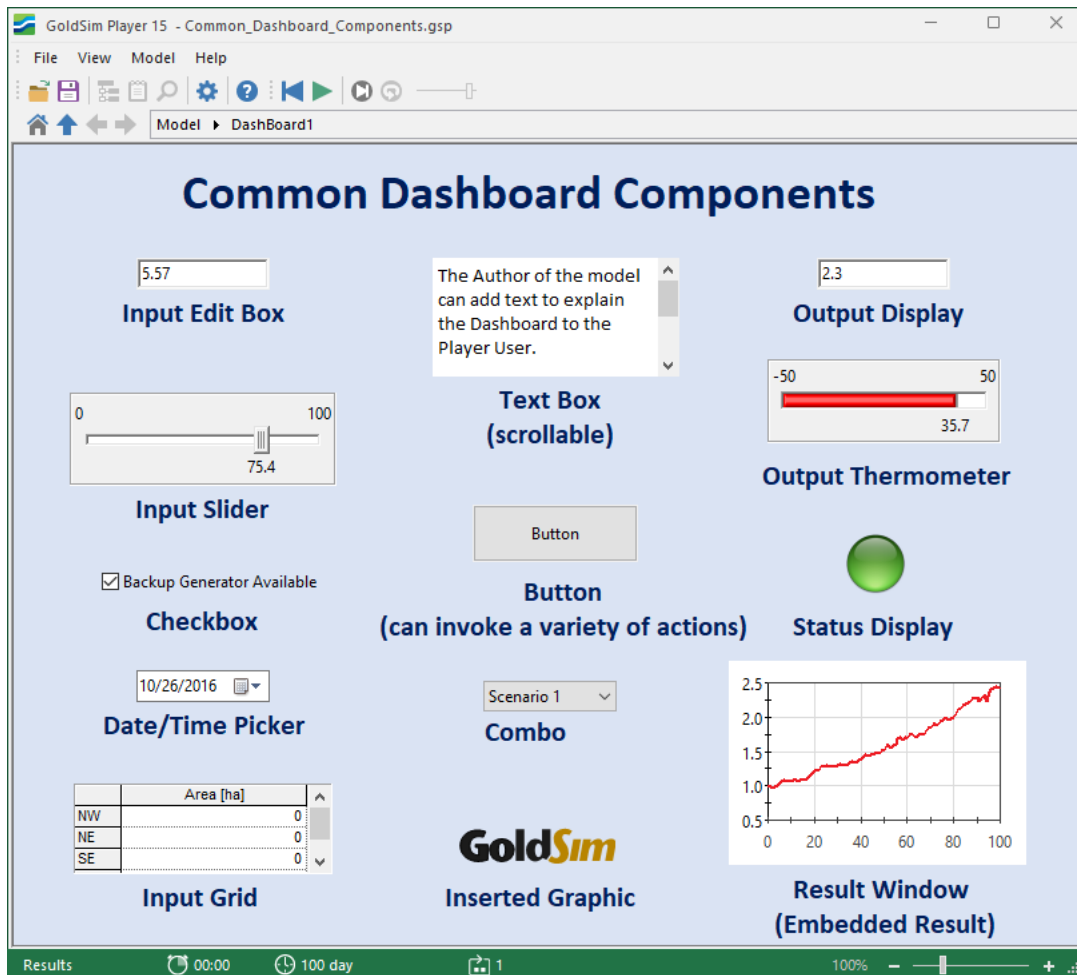 GoldSim Player 15 - Common_Dashboard_Components.gsp
File View Model Help
Model DashBoard1
Common Dashboard Components
5.57
Input Edit Box
The Author of the model
can add text to explain
the Dashboard to the
Player User.
Text Box
(scrollable)
2.3
Output Display
-50 50
35.7
Output Thermometer
0 100
75.4
Input Slider
Button
Button
(can invoke a variety of actions)
Status Display
Backup Generator Available
Checkbox
10/26/2016
Date/Time Picker
Scenario 1
Combo
2.5
2.0
1.5
1.0
0.5
0 20 40 60 80 100
Result Window
(Embedded Result)
Area [ha]
NW 0
NE 0
SE 0
Input Grid
GoldSim
Inserted Graphic
Results 00:00 100 day 1 100%